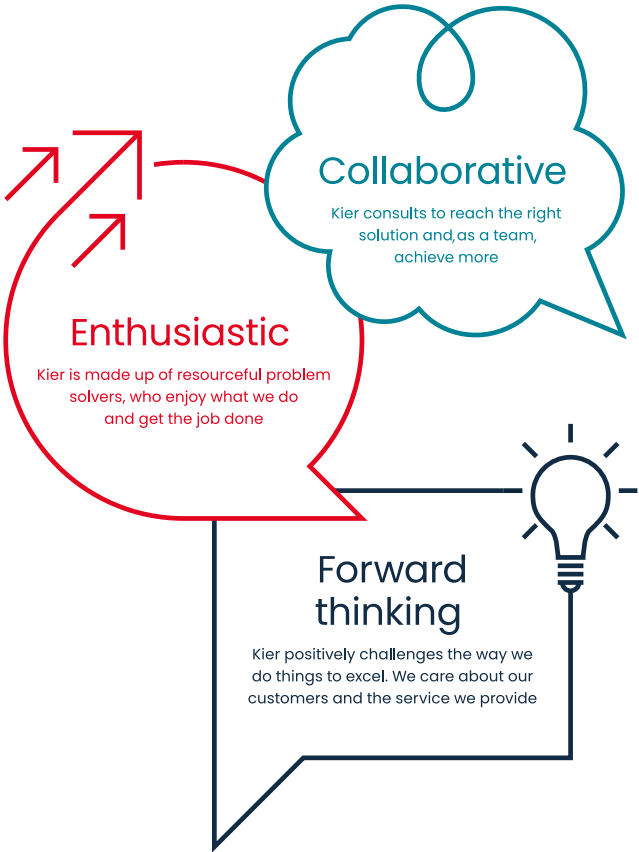 Collaborative
Kier consults to reach the right
solution and, as a team,
achieve more
Enthusiastic
Kier is made up of resourceful problem
solvers, who enjoy what we do
and get the job done
Forward
thinking
Kier positively challenges the way we
do things to excel. We care about our
customers and the service we provide